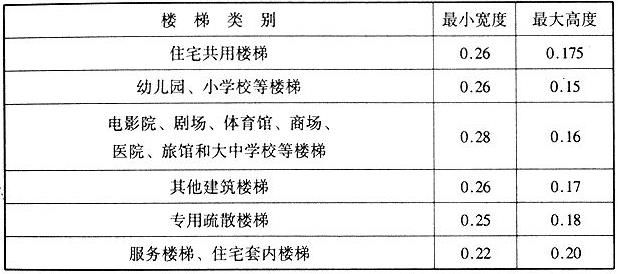 楼 梯 类 别 最小宽度 最大高度
住宅共用楼梯 0.26 0.175
幼儿园、小学校等楼梯 0.26 0.15
电影院、剧场、体育馆、商场、
医院、旅馆和大中学校等楼梯 0.28 0.16
其他建筑楼梯 0.26 0.17
专用疏散楼梯 0.25 0.18
服务楼梯、住宅套内楼梯 0.22 0.20